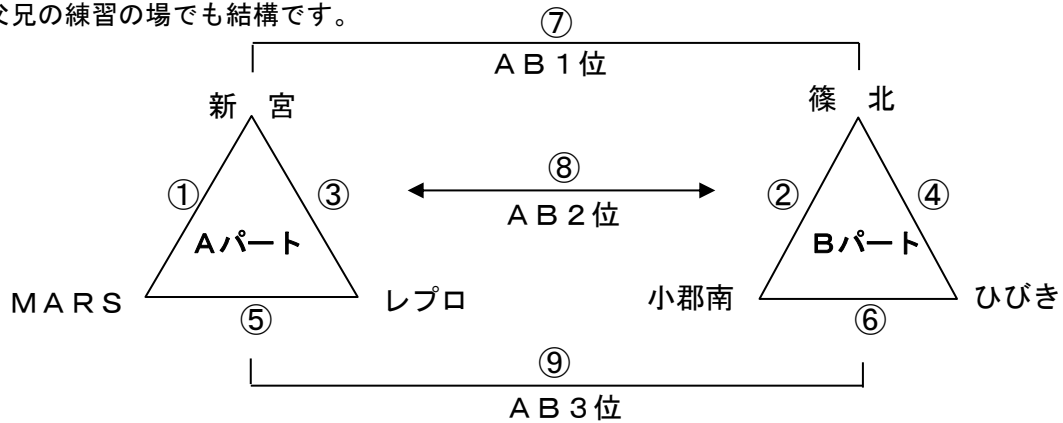 父兄の練習の場でも結構です。
⑦
ＡＢ１位
新 宮
篠 北
① ③
⑧
② ④
ＡＢ２位
Ａパート
Ｂパート
ＭＡＲＳ
レプロ
小郡南
ひびき
⑤
⑥
⑨
ＡＢ３位